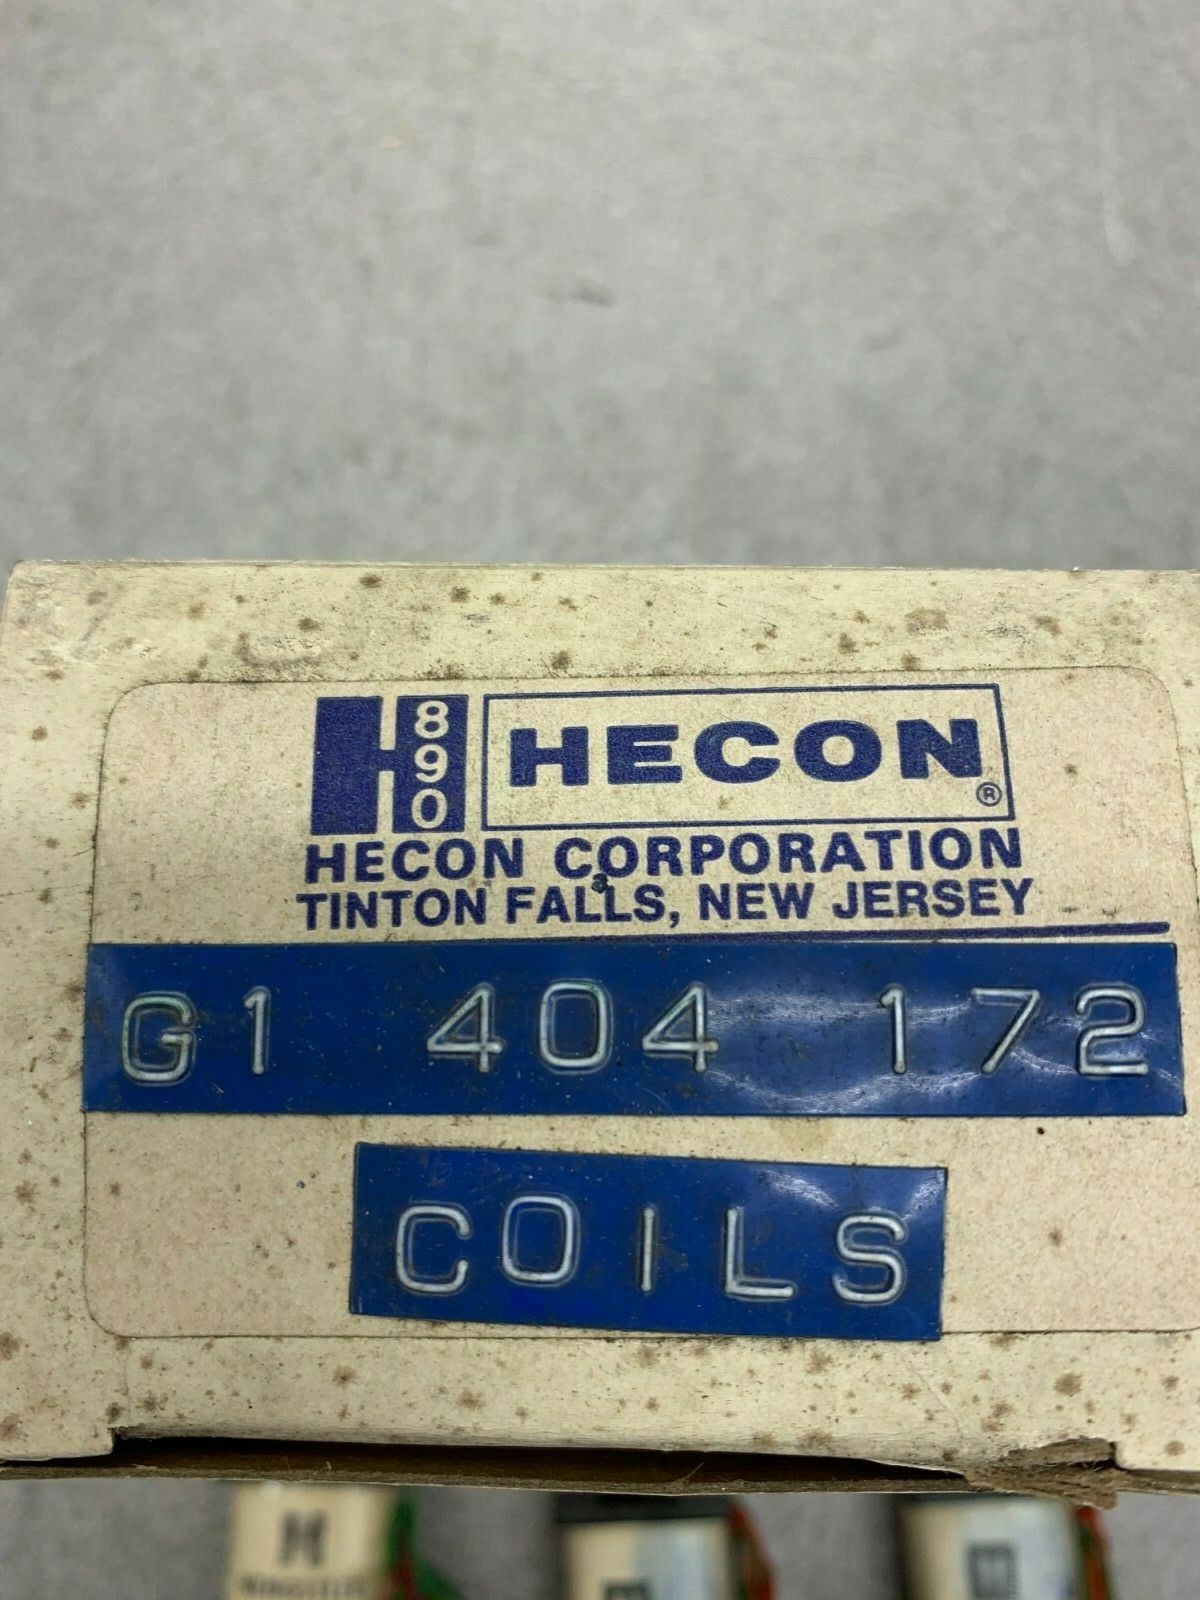 H 890 HECON ®
HECON CORPORATION
TINTON FALLS, NEW JERSEY
G1 404 172
COILS
H